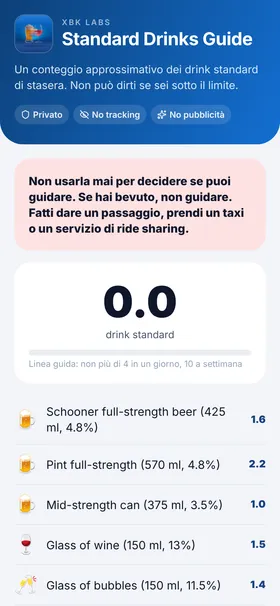 XBK LABS
Standard Drinks Guide
Un conteggio approssimativo dei drink standard
di stasera. Non può dirti se sei sotto il limite.
Privato
No tracking
No pubblicità
Non usarla mai per decidere se puoi
guidare. Se hai bevuto, non guidare.
Fatti dare un passaggio, prendi un taxi
o un servizio di ride sharing.
0.0
drink standard
Linea guida: non più di 4 in un giorno, 10 a settimana
Schooner full-strength beer (425
ml, 4.8%)
1.6
Pint full-strength (570 ml, 4.8%)
2.2
Mid-strength can (375 ml, 3.5%)
1.0
Glass of wine (150 ml, 13%)
1.5
Glass of bubbles (150 ml, 11.5%)
1.4